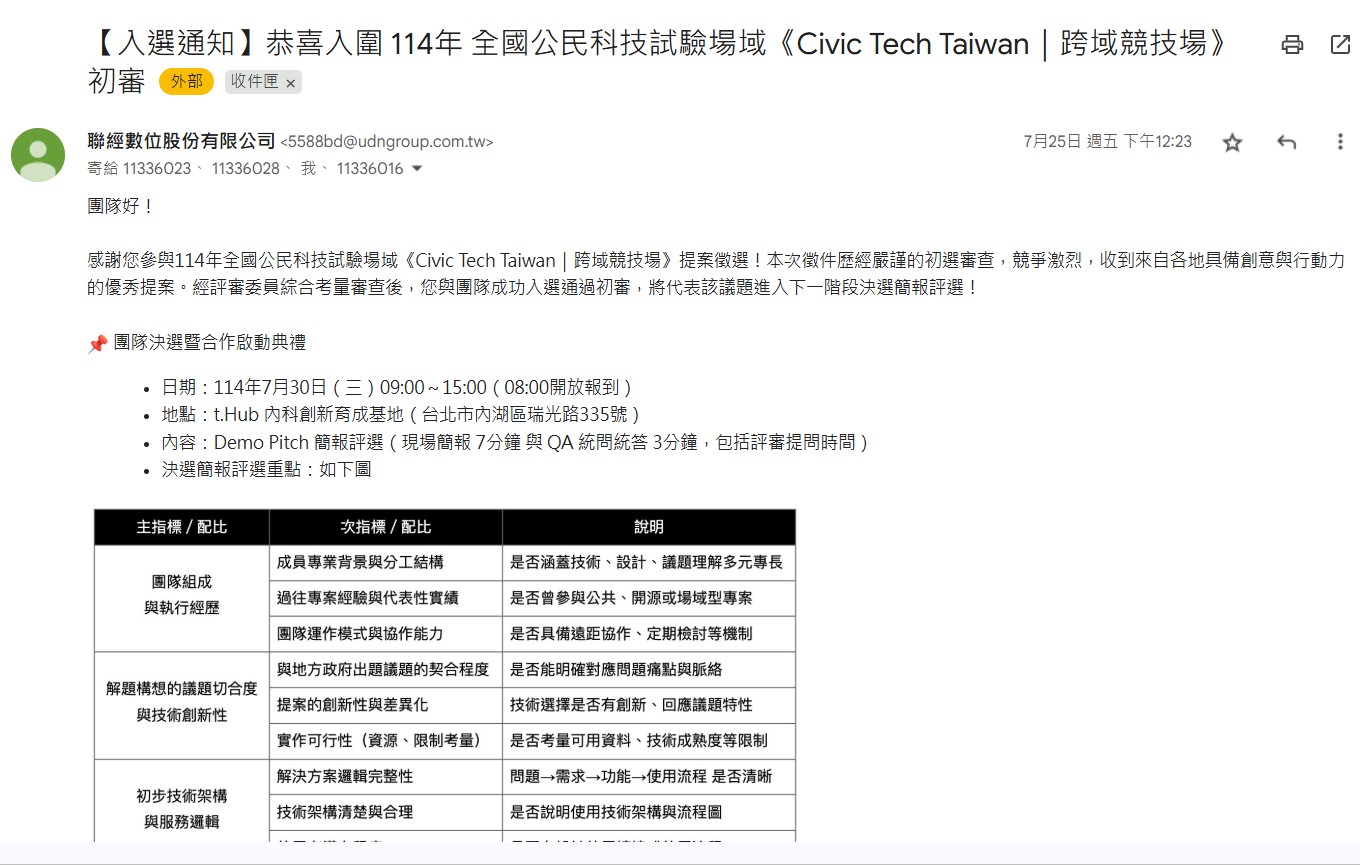 【入選通知】恭喜入圍 114年 全國公民科技試驗場域《Civic Tech Taiwan｜跨域競技場》
初審 外部 收件匣 ×
聯經數位股份有限公司 <5588bd@udngroup.com.tw>
7月25日 週五 下午12:23
寄給 11336023、 11336028、 我、 11336016
團隊好！
感謝您參與114年全國公民科技試驗場域《Civic Tech Taiwan｜跨域競技場》提案徵選！本次徵件歷經嚴謹的初選審查，競爭激烈，收到來自各地具備創意與行動力
的優秀提案。經評審委員綜合考量審查後，您與團隊成功入選通過初審，將代表該議題進入下一階段決選簡報評選！
📌 團隊決選暨合作啟動典禮
• 日期：114年7月30日（三）09:00～15:00（08:00開放報到）
• 地點：t.Hub 內科創新育成基地（台北市內湖區瑞光路335號）
• 內容：Demo Pitch 簡報評選（現場簡報 7分鐘 與 QA 統問統答 3分鐘，包括評審提問時間）
• 決選簡報評選重點：如下圖
主指標 / 配比 次指標 / 配比 說明
團隊組成
與執行經歷
成員專業背景與分工結構 是否涵蓋技術、設計、議題理解多元專長
過往專案經驗與代表性實績 是否曾參與公共、開源或場域型專案
團隊運作模式與協作能力 是否具備遠距協作、定期檢討等機制
解題構想的議題切合度
與技術創新性
與地方政府出題議題的契合程度 是否能明確對應問題痛點與脈絡
提案的創新性與差異化 技術選擇是否有創新、回應議題特性
實作可行性（資源、限制考量） 是否考量可用資料、技術成熟度等限制
初步技術架構
與服務邏輯
解決方案邏輯完整性 問題→需求→功能→使用流程 是否清晰
技術架構清楚與合理 是否說明使用技術架構與流程圖